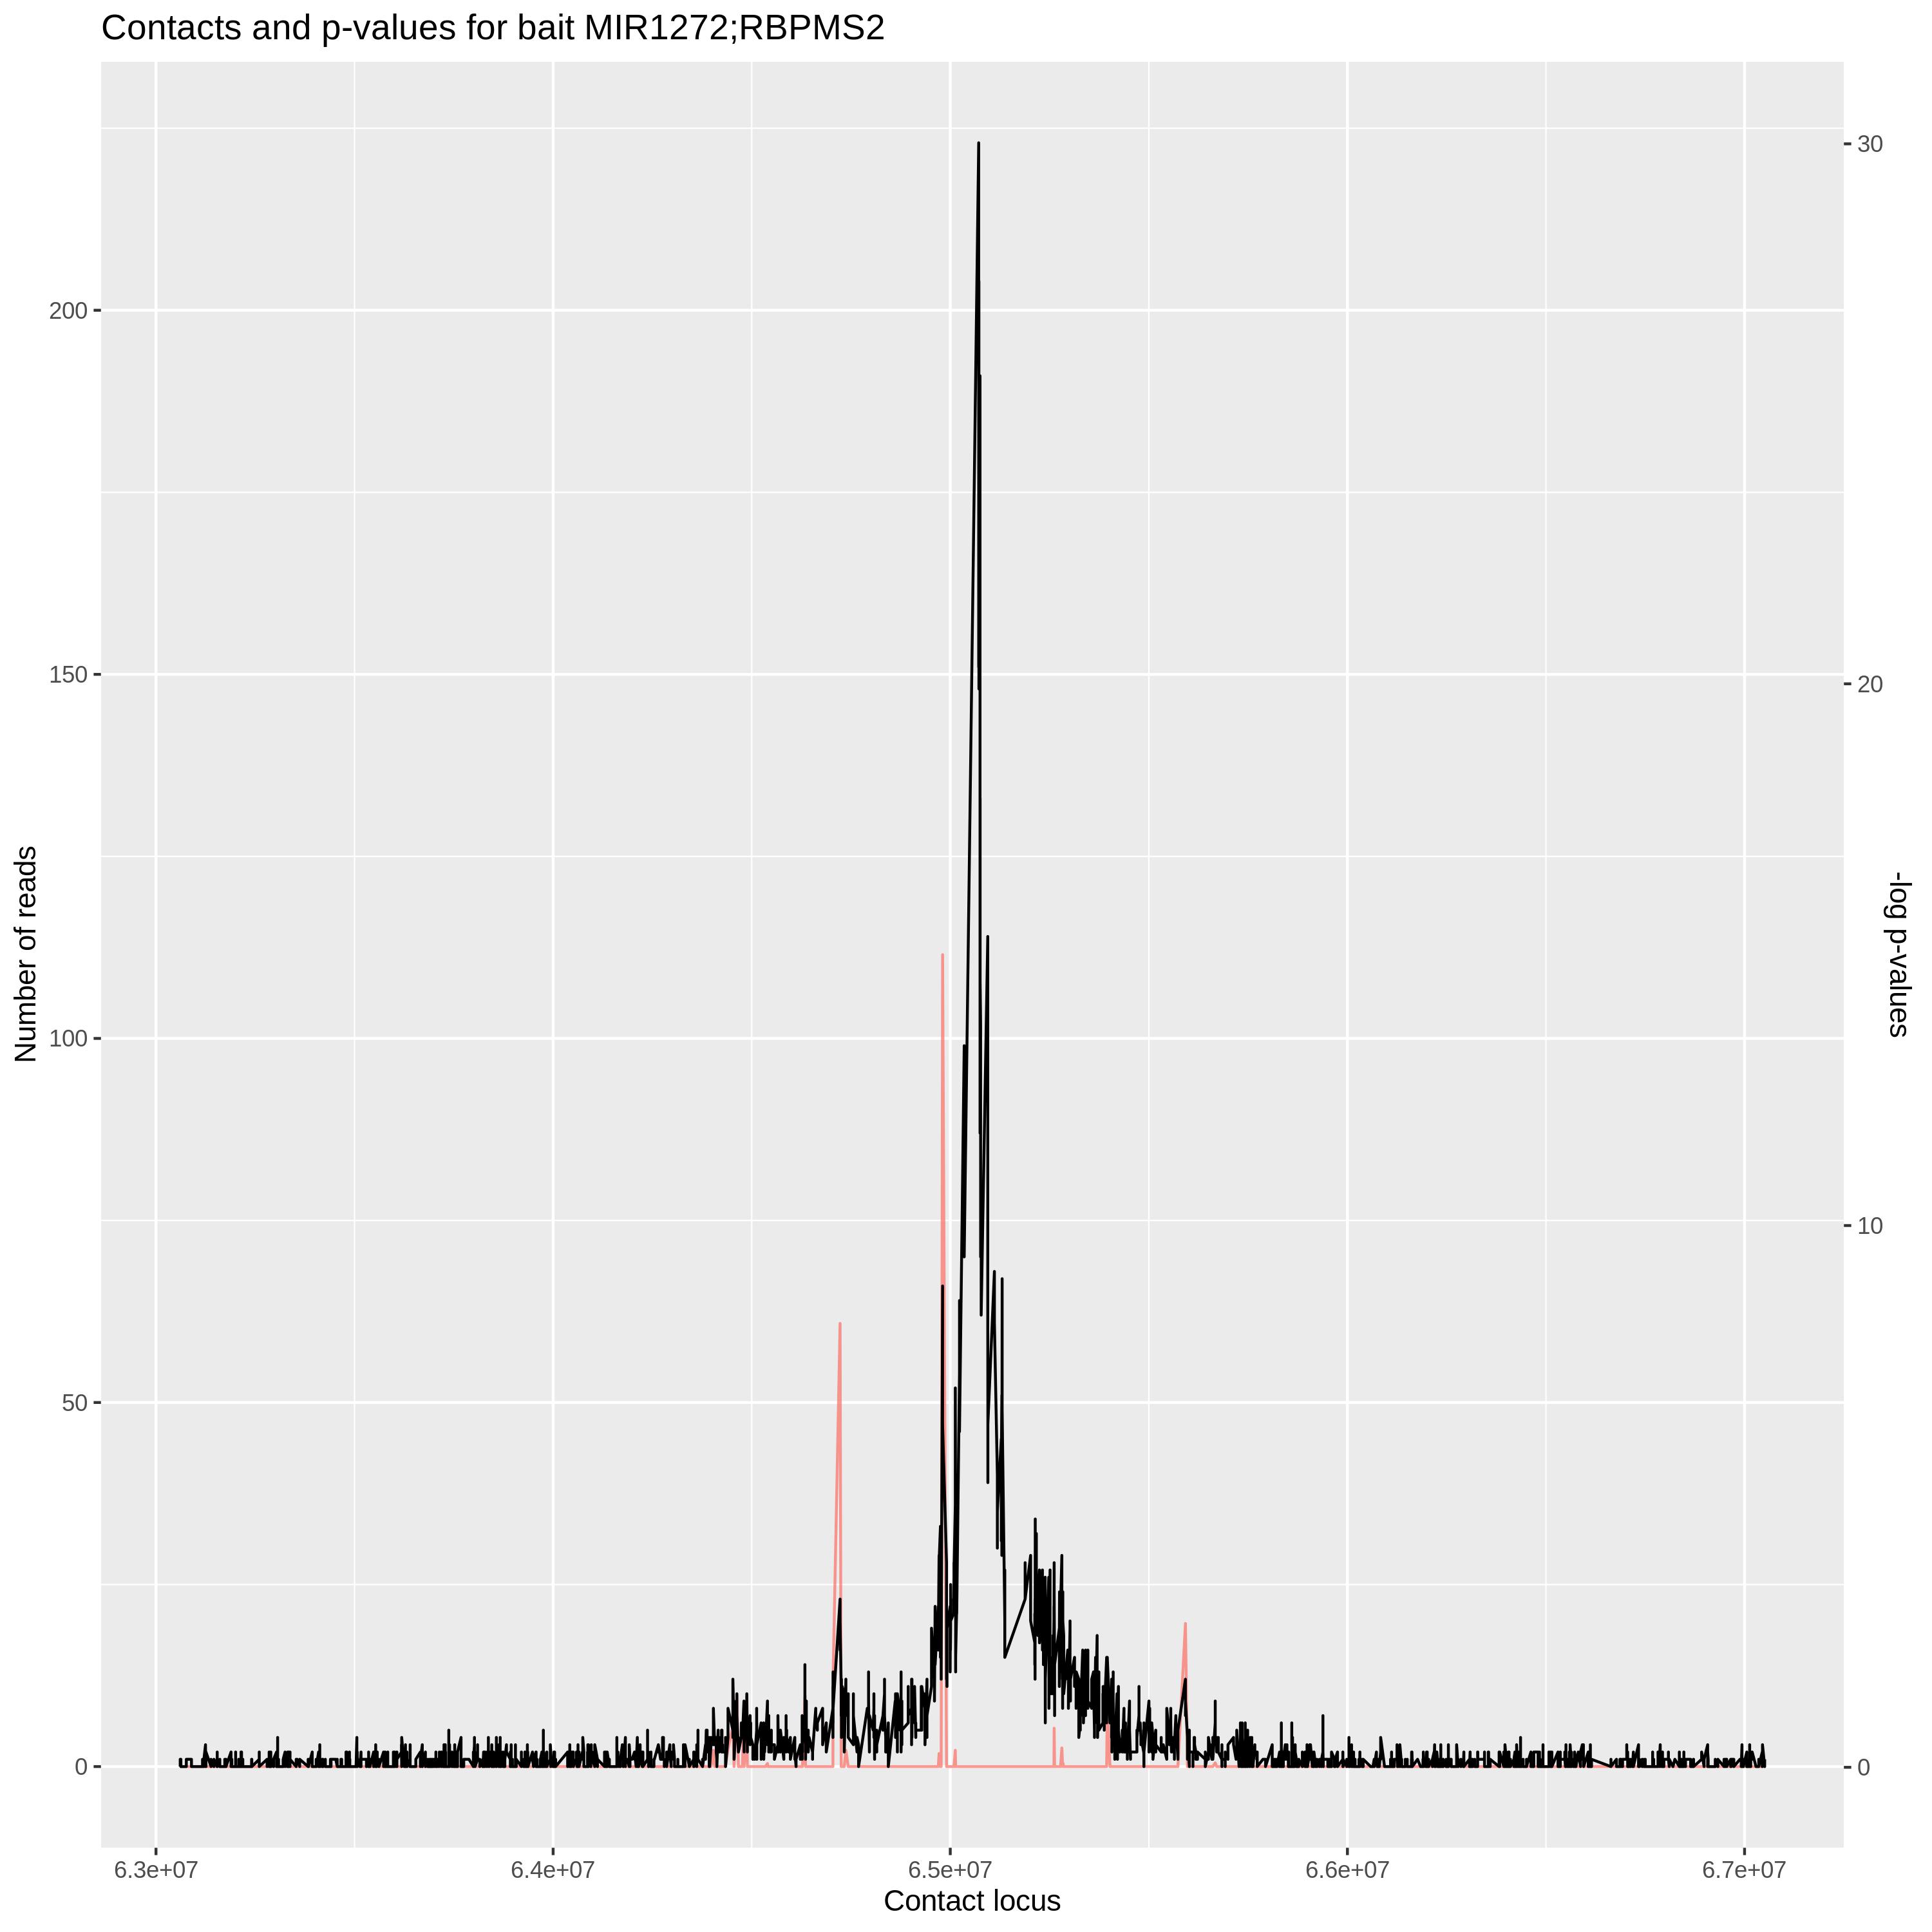 Contacts and p-values for bait MIR1272;RBPMS2
Number of reads
200
150
100
50
0
30
20
10
0
-log p-values
6.3e+07
6.4e+07
6.5e+07
6.6e+07
6.7e+07
Contact locus